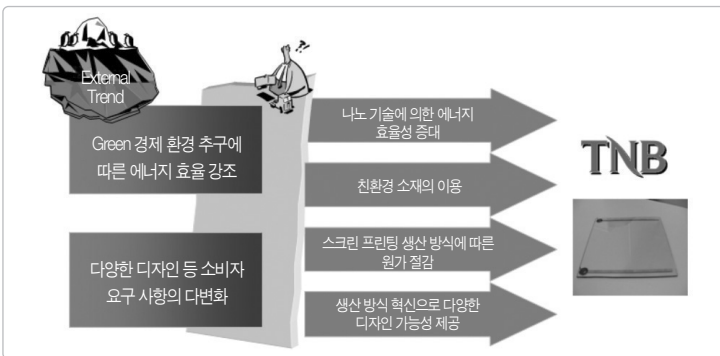 External
Trend
?!
Green 경제 환경 추구에
따른 에너지 효율 강조
다양한 디자인 등 소비자
요구 사항의 다변화
나노 기술에 의한 에너지
효율성 증대
친환경 소재의 이용
스크린 프린팅 생산 방식에 따른
원가 절감
생산 방식 혁신으로 다양한
디자인 가능성 제공
TNB